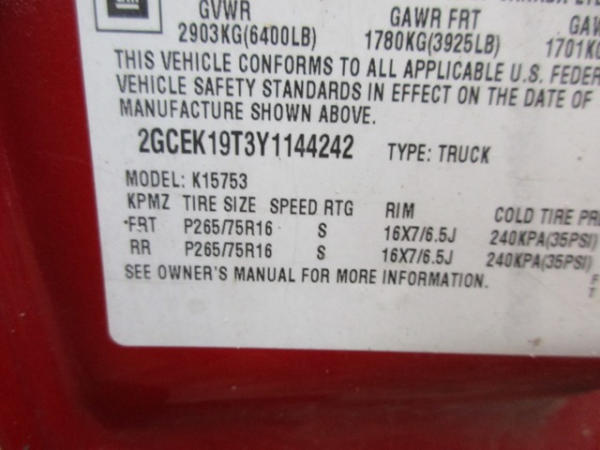 GM
GVWR GAWR FRT
2903KG(6400LB) 1780KG(3925LB)
THIS VEHICLE CONFORMS TO ALL APPLICABLE U.S. FEDER
VEHICLE SAFETY STANDARDS IN EFFECT ON THE DATE OF
MANUFACTURE SHOWN ABOVE.
2GCEK19T3Y1144242 TYPE: TRUCK
MODEL: K15753
KPMZ TIRE SIZE SPEED RTG RIM COLD TIRE PR
FRT P265/75R16 S 16X7/6.5J 240KPA(35PSI)
RR P265/75R16 S 16X7/6.5J 240KPA(35PSI)
SEE OWNER'S MANUAL FOR MORE INFORMATION.